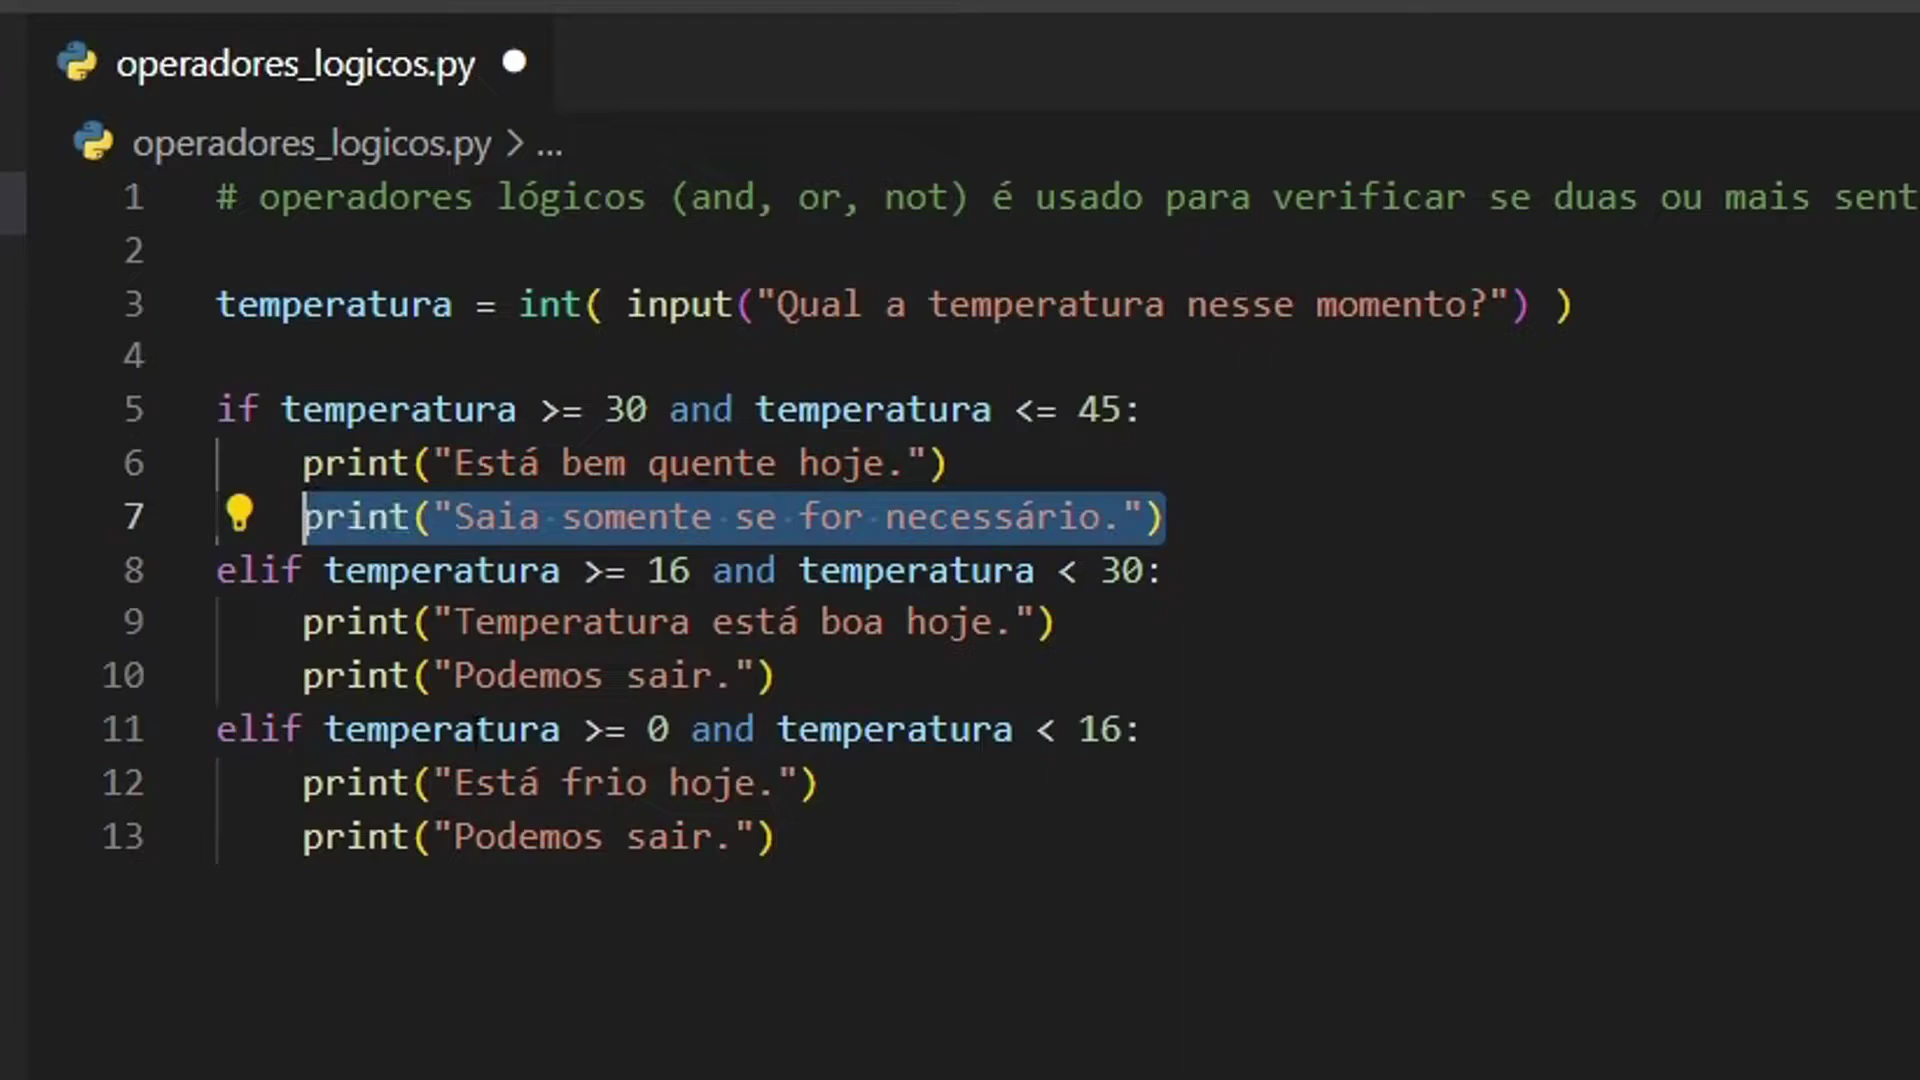 operadores_logicos.py
operadores_logicos.py > ...
1 # operadores lógicos (and, or, not) é usado para verificar se duas ou mais sent
2
3 temperatura = int( input("Qual a temperatura nesse momento?") )
4
5 if temperatura >= 30 and temperatura <= 45:
6     print("Está bem quente hoje.")
7     print("Saia somente se for necessário.")
8 elif temperatura >= 16 and temperatura < 30:
9     print("Temperatura está boa hoje.")
10     print("Podemos sair.")
11 elif temperatura >= 0 and temperatura < 16:
12     print("Está frio hoje.")
13     print("Podemos sair.")